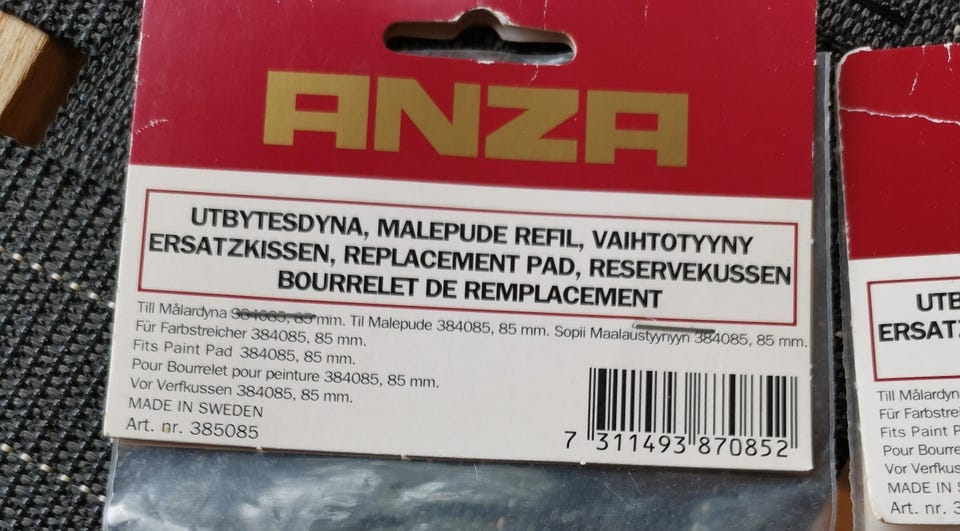 ANZA
UTBYTESDYNA, MALEPUDE REFIL, VAIHTOTYYNY
ERSATZKISSEN, REPLACEMENT PAD, RESERVEKUSSEN
BOURRELET DE REMPLACEMENT
Till Målardyna 384085, 85 mm. Til Malepude 384085, 85 mm. Sopii Maalaustyynyyn 384085, 85 mm.
Für Farbstreicher 384085, 85 mm.
Fits Paint Pad 384085, 85 mm.
Pour Bourrelet pour peinture 384085, 85 mm.
Vor Verfkussen 384085, 85 mm.
MADE IN SWEDEN
Art. nr. 385085
7 311493 870852
UTB
ERSATZ
Till Målardyn
Für Farbstreic
Fits Paint P
Pour Bourre
Vor Verfkus
MADE IN S
Art. nr. 3